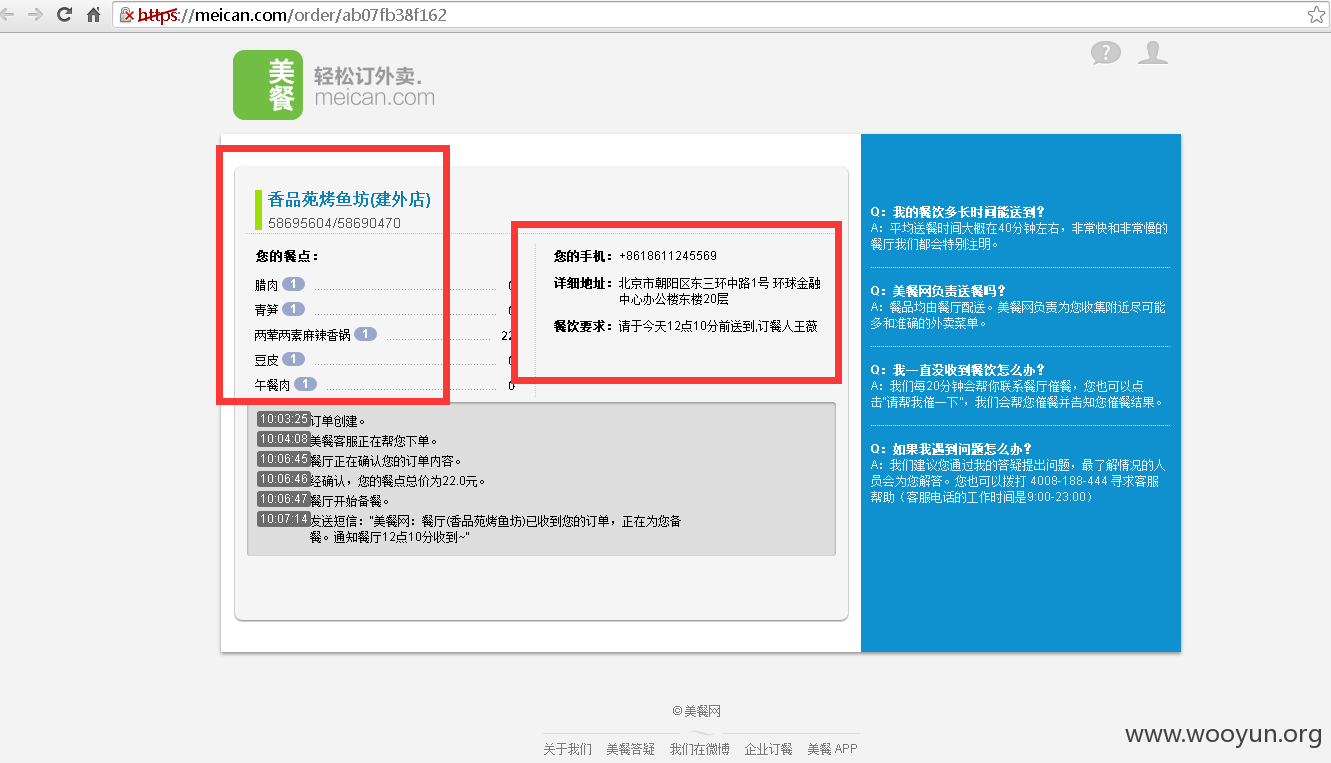 https://meican.com/order/ab07fb38f162
美餐
轻松订外卖.
meican.com
香品苑烤鱼坊(建外店)
58695604/58690470
您的餐点：
腊肉 1 0
青笋 1 0
两荤两素麻辣香锅 1 22
豆皮 1 0
午餐肉 1 0
您的手机：+8618611245569
详细地址：北京市朝阳区东三环中路1号 环球金融
中心办公楼东楼20层
餐饮要求：请于今天12点10分前送到,订餐人王薇
10:03:25 订单创建。
10:04:08 美餐客服正在帮您下单。
10:06:45 餐厅正在确认您的订单内容。
10:06:46 经确认，您的餐点总价为22.0元。
10:06:47 餐厅开始备餐。
10:07:14 发送短信："美餐网：餐厅(香品苑烤鱼坊)已收到您的订单，正在为您备
餐。通知餐厅12点10分收到~"
Q：我的餐饮多长时间能送到？
A：平均送餐时间大概在40分钟左右，非常快和非常慢的
餐厅我们都会特别注明。
Q：美餐网负责送餐吗？
A：餐品均由餐厅配送。美餐网负责为您收集附近尽可能
多和准确的外卖菜单。
Q：我一直没收到餐饮怎么办？
A：我们每20分钟会帮你联系餐厅催餐，您也可以点
击"请帮我催一下"，我们会帮您催餐并告知您催餐结果。
Q：如果我遇到问题怎么办？
A：我们建议您通过我的答疑提出问题，最了解情况的人
员会为您解答。您也可以拨打 4008-188-444 寻求客服
帮助（客服电话的工作时间是9:00-23:00）
©美餐网
关于我们 美餐答疑 我们在微博 企业订餐 美餐 APP
www.wooyun.org